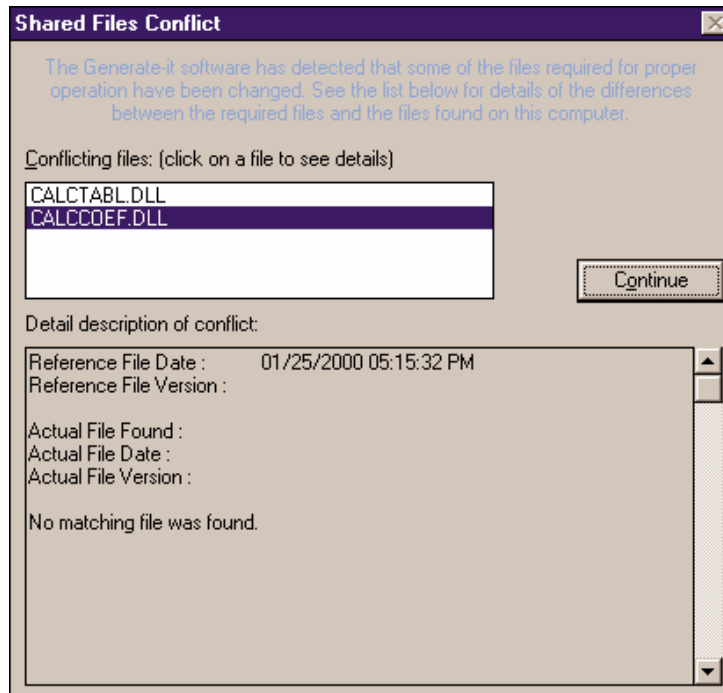 Shared Files Conflict
The Generate-it software has detected that some of the files required for proper
operation have been changed. See the list below for details of the differences
between the required files and the files found on this computer.
Conflicting files: (click on a file to see details)
CALCTABL.DLL
CALCCOEF.DLL
Continue
Detail description of conflict:
Reference File Date : 01/25/2000 05:15:32 PM
Reference File Version :
Actual File Found :
Actual File Date :
Actual File Version :
No matching file was found.